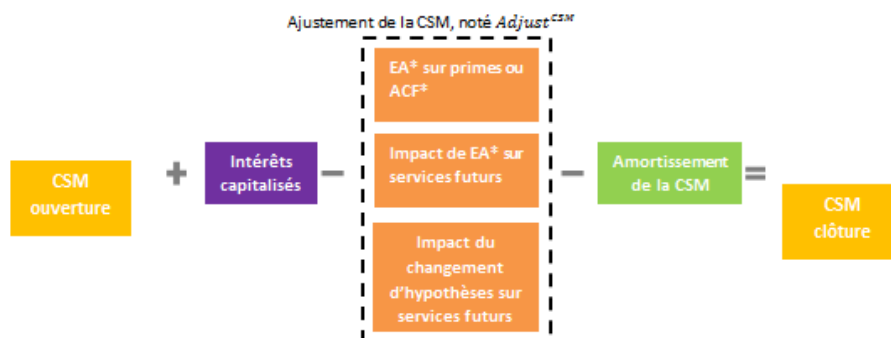 Ajustement de la CSM, noté Adjust^CSM
EA* sur primes ou
ACF*
CSM
ouverture
+
Intérêts
capitalisés
−
Impact de EA* sur
services futurs
−
Amortissement
de la CSM
=
CSM
clôture
Impact du
changement
d'hypothèses sur
services futurs